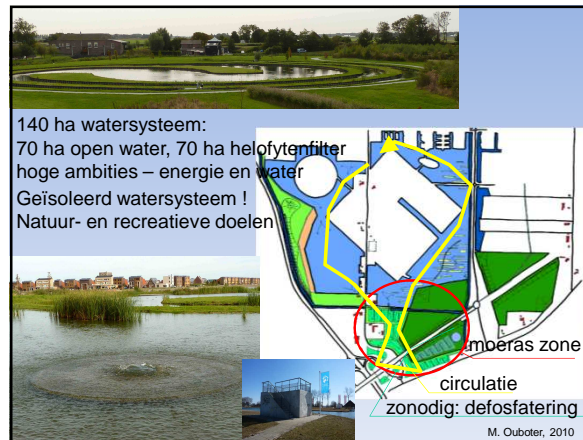 140 ha watersysteem:
70 ha open water, 70 ha helofytenfilter
hoge ambities – energie en water
Geïsoleerd watersysteem !
Natuur- en recreatieve doelen
moeras zone
circulatie
zonodig: defosfatering
M. Ouboter, 2010